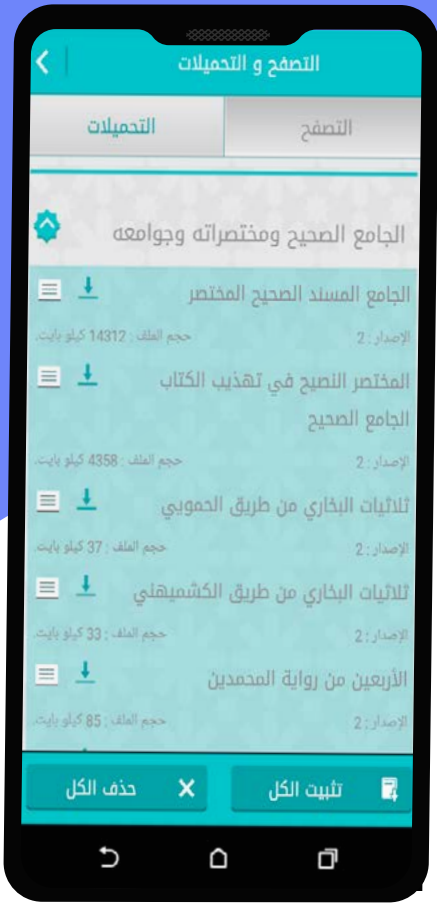 التصفح و التحميلات
التصفح
التحميلات
الجامع الصحيح ومختصراته وجوامعه
الجامع المسند الصحيح المختصر
الإصدار : 2
حجم الملف : 14312 كيلو بايت.
المختصر النصيح في تهذيب الكتاب
الجامع الصحيح
الإصدار : 2
حجم الملف : 4358 كيلو بايت.
ثلاثيات البخاري من طريق الحمويي
الإصدار : 2
حجم الملف : 37 كيلو بايت.
ثلاثيات البخاري من طريق الكشميهني
الإصدار : 2
حجم الملف : 33 كيلو بايت.
الأربعين من رواية المحمدين
الإصدار : 2
حجم الملف : 85 كيلو بايت.
تثبيت الكل
حذف الكل